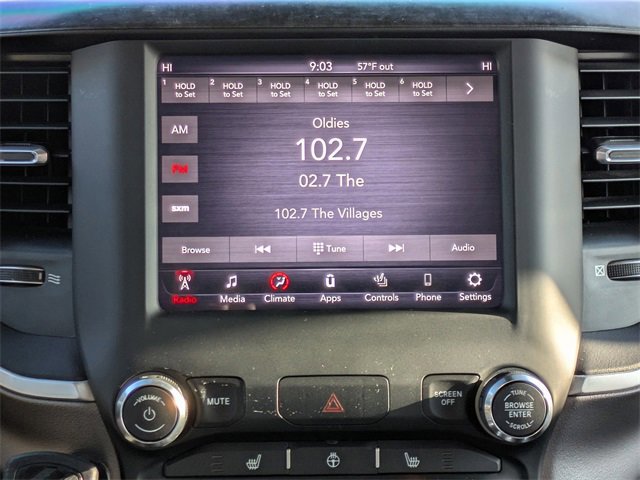 HI 9:03 57°F out HI
1 HOLD to Set 2 HOLD to Set 3 HOLD to Set 4 HOLD to Set 5 HOLD to Set 6 HOLD to Set
Oldies
AM
102.7
FM
02.7 The
sxm
102.7 The Villages
Browse Tune Audio
Radio Media Climate Apps Controls Phone Settings
VOLUME
MUTE
SCREEN OFF
TUNE
BROWSE
ENTER
SCROLL